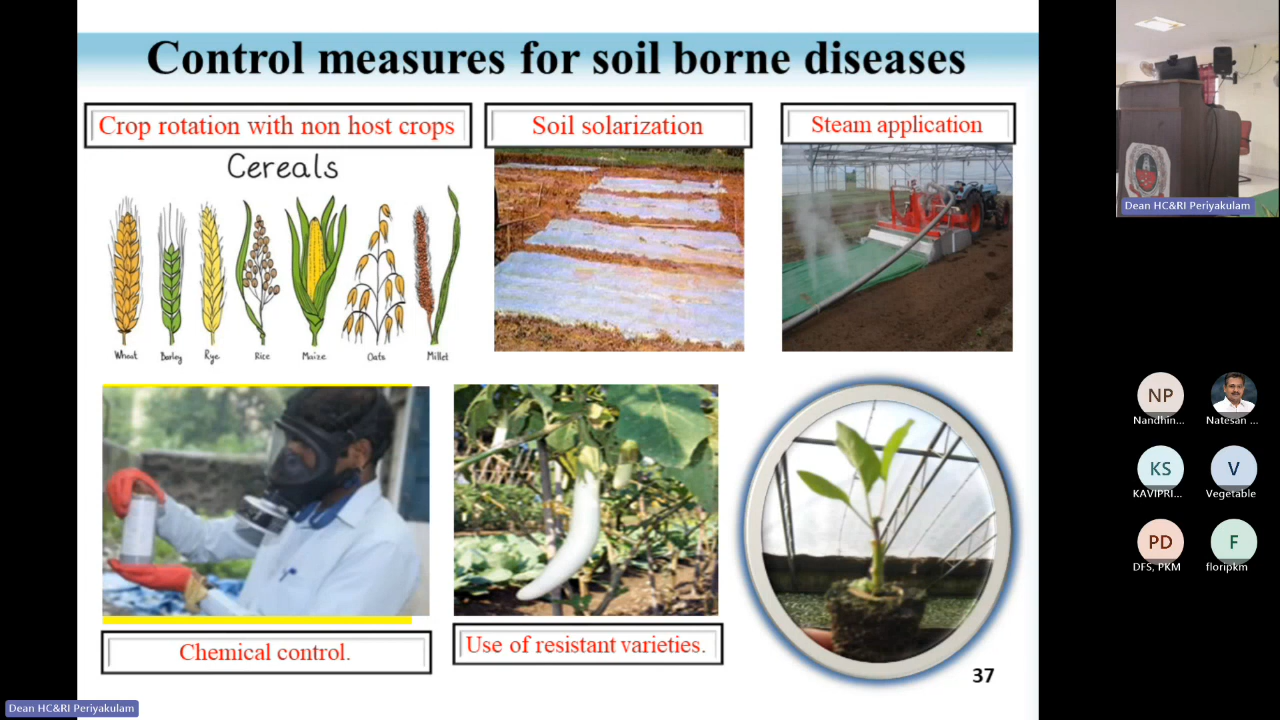 Control measures for soil borne diseases
Crop rotation with non host crops
Soil solarization
Steam application
Cereals
Wheat
Barley
Rye
Rice
Maize
Oats
Millet
Chemical control.
Use of resistant varieties.
37
Dean HC&RI Periyakulam
NP
Nandhin...
Natesan ...
KS
KAVIPRI...
V
Vegetable
PD
DFS, PKM
F
floripkm
Dean HC&RI Periyakulam